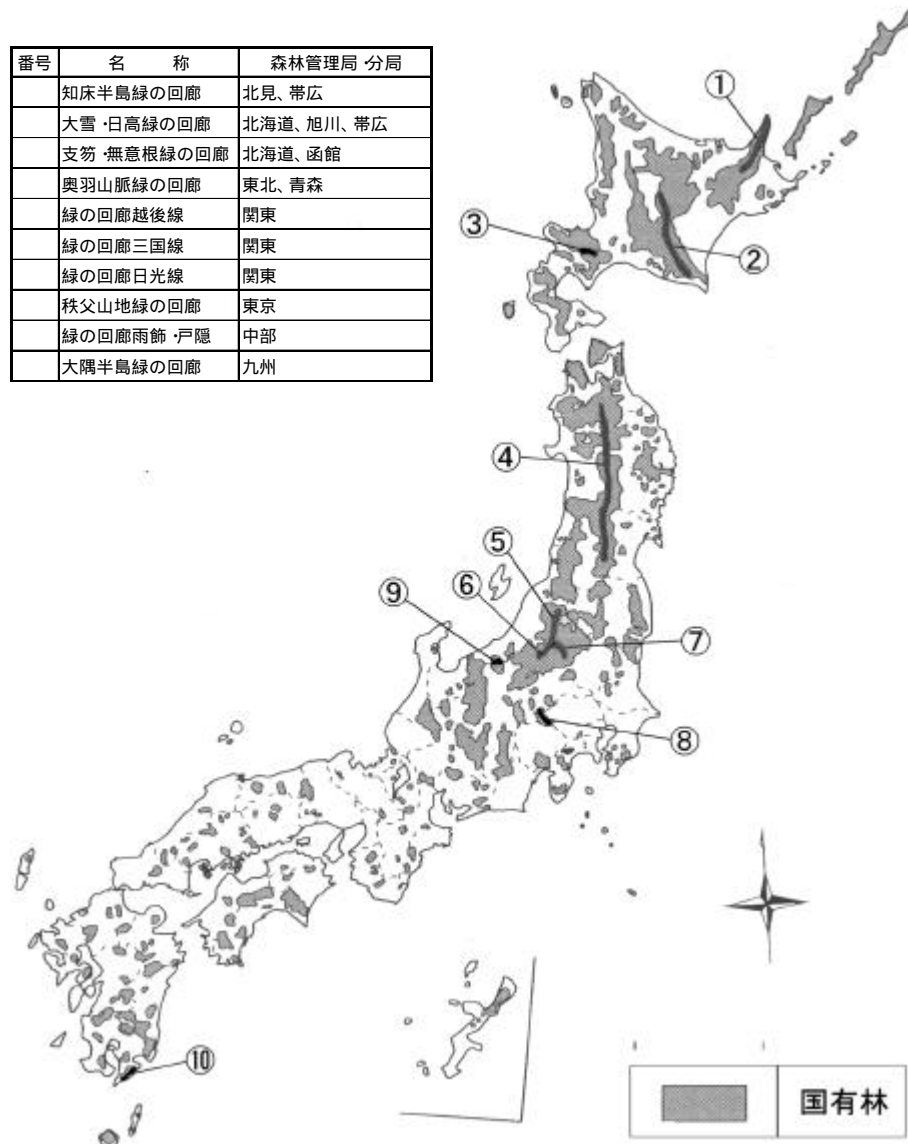 番号 名 称 森林管理局・分局
知床半島緑の回廊 北見、帯広
大雪・日高緑の回廊 北海道、旭川、帯広
支笏・無意根緑の回廊 北海道、函館
奥羽山脈緑の回廊 東北、青森
緑の回廊越後線 関東
緑の回廊三国線 関東
緑の回廊日光線 関東
秩父山地緑の回廊 東京
緑の回廊雨飾・戸隠 中部
大隅半島緑の回廊 九州
①
②
③
④
⑤
⑥
⑦
⑨
⑧
⑩
国有林